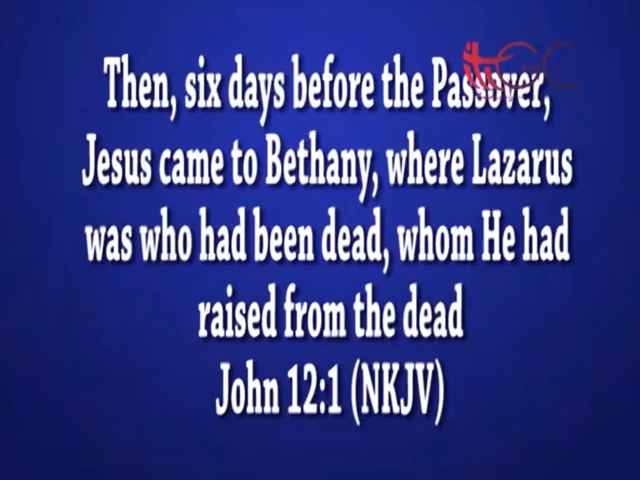 Then, six days before the Passover,
Jesus came to Bethany, where Lazarus
was who had been dead, whom He had
raised from the dead
John 12:1 (NKJV)